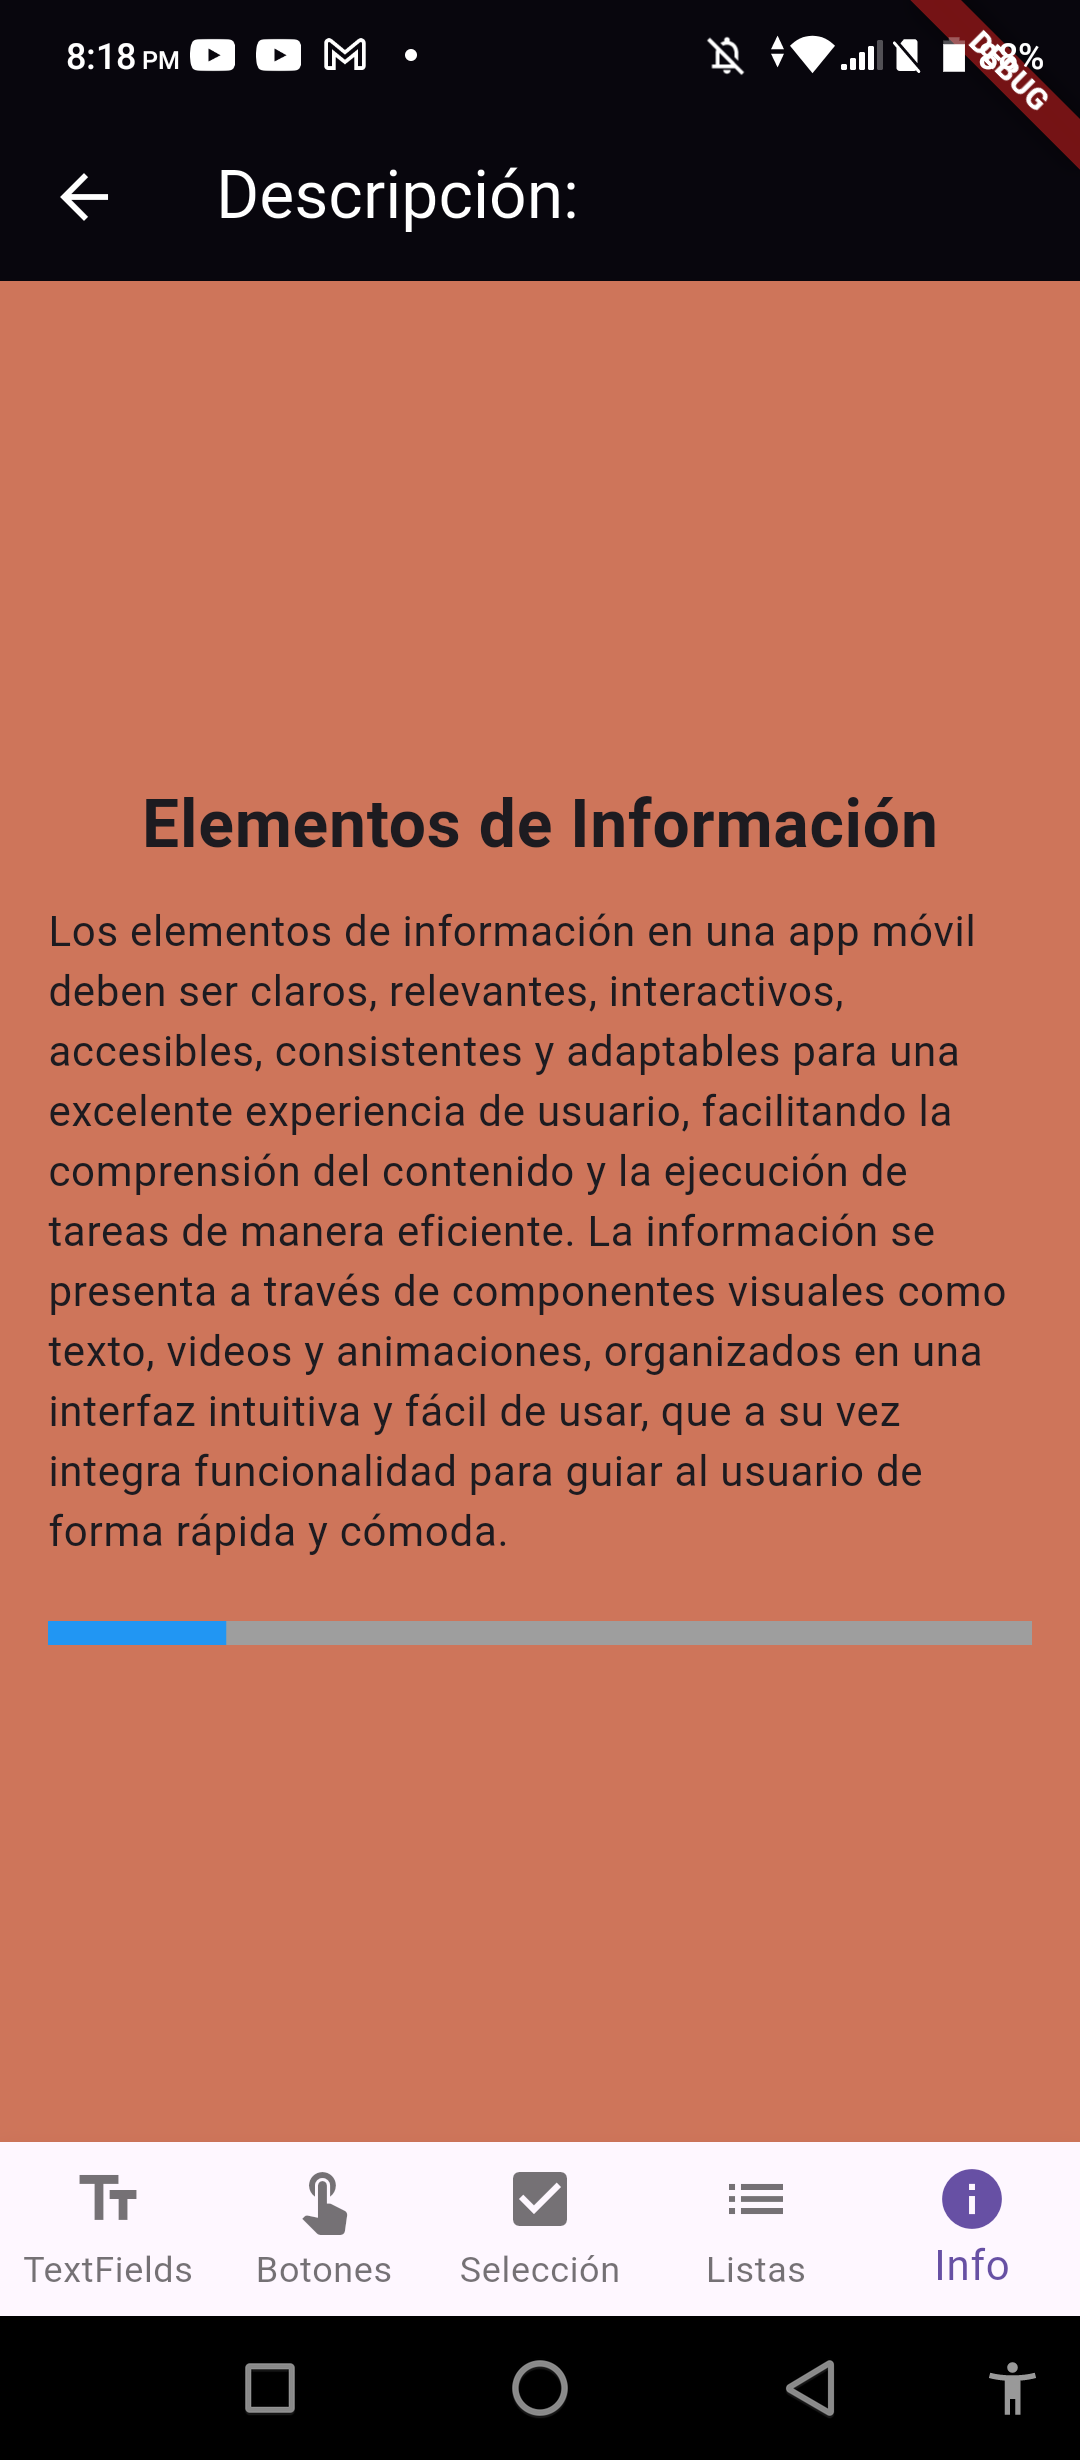 8:18 PM
DEBUG
Descripción:
Elementos de Información
Los elementos de información en una app móvil
deben ser claros, relevantes, interactivos,
accesibles, consistentes y adaptables para una
excelente experiencia de usuario, facilitando la
comprensión del contenido y la ejecución de
tareas de manera eficiente. La información se
presenta a través de componentes visuales como
texto, videos y animaciones, organizados en una
interfaz intuitiva y fácil de usar, que a su vez
integra funcionalidad para guiar al usuario de
forma rápida y cómoda.
TextFields Botones Selección Listas Info